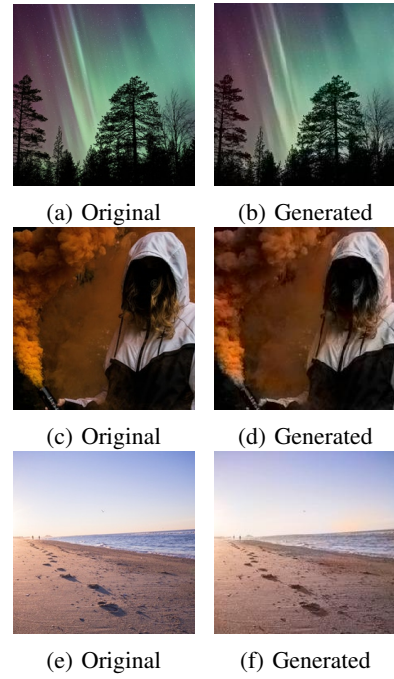 (a) Original
(b) Generated
(c) Original
(d) Generated
(e) Original
(f) Generated